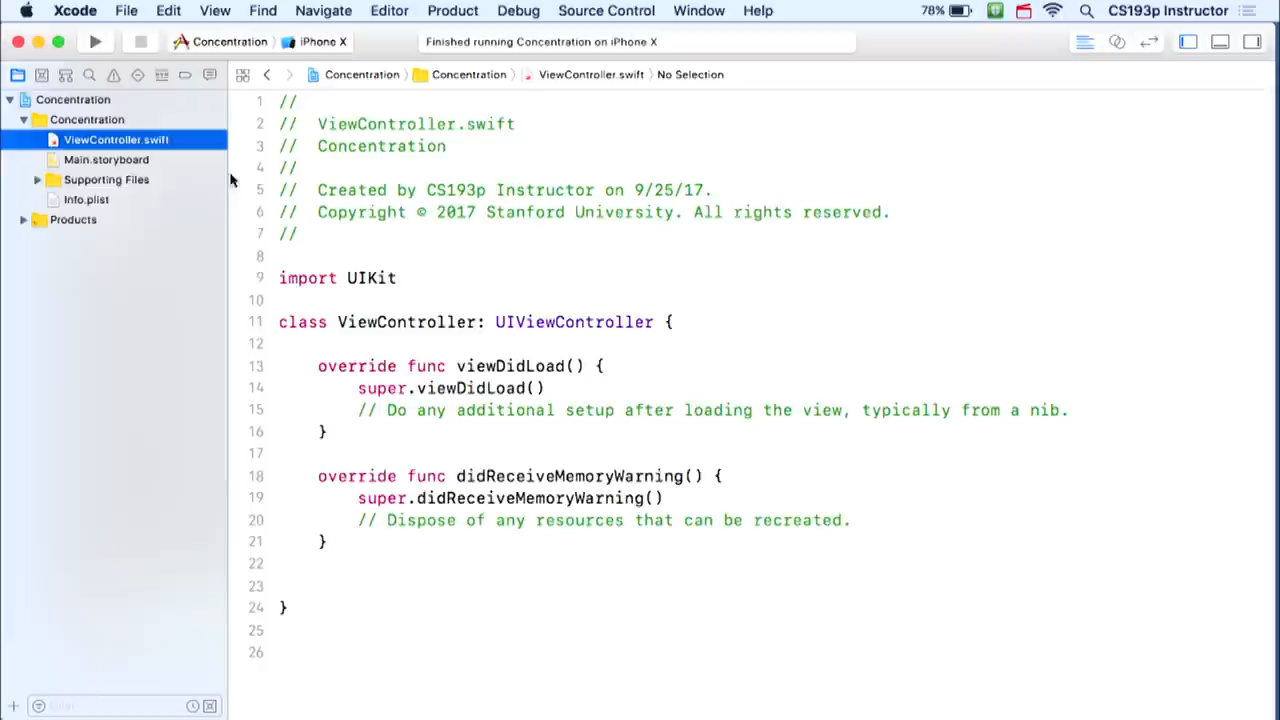 Xcode File Edit View Find Navigate Editor Product Debug Source Control Window Help 78% CS193p Instructor
Concentration iPhone X Finished running Concentration on iPhone X
Concentration Concentration ViewController.swift No Selection
Concentration
Concentration
ViewController.swift
Main.storyboard
Supporting Files
Info.plist
Products
Filter
1 //
2 //  ViewController.swift
3 //  Concentration
4 //
5 //  Created by CS193p Instructor on 9/25/17.
6 //  Copyright © 2017 Stanford University. All rights reserved.
7 //
8
9 import UIKit
10
11 class ViewController: UIViewController {
12
13     override func viewDidLoad() {
14         super.viewDidLoad()
15         // Do any additional setup after loading the view, typically from a nib.
16     }
17
18     override func didReceiveMemoryWarning() {
19         super.didReceiveMemoryWarning()
20         // Dispose of any resources that can be recreated.
21     }
22
23
24 }
25
26